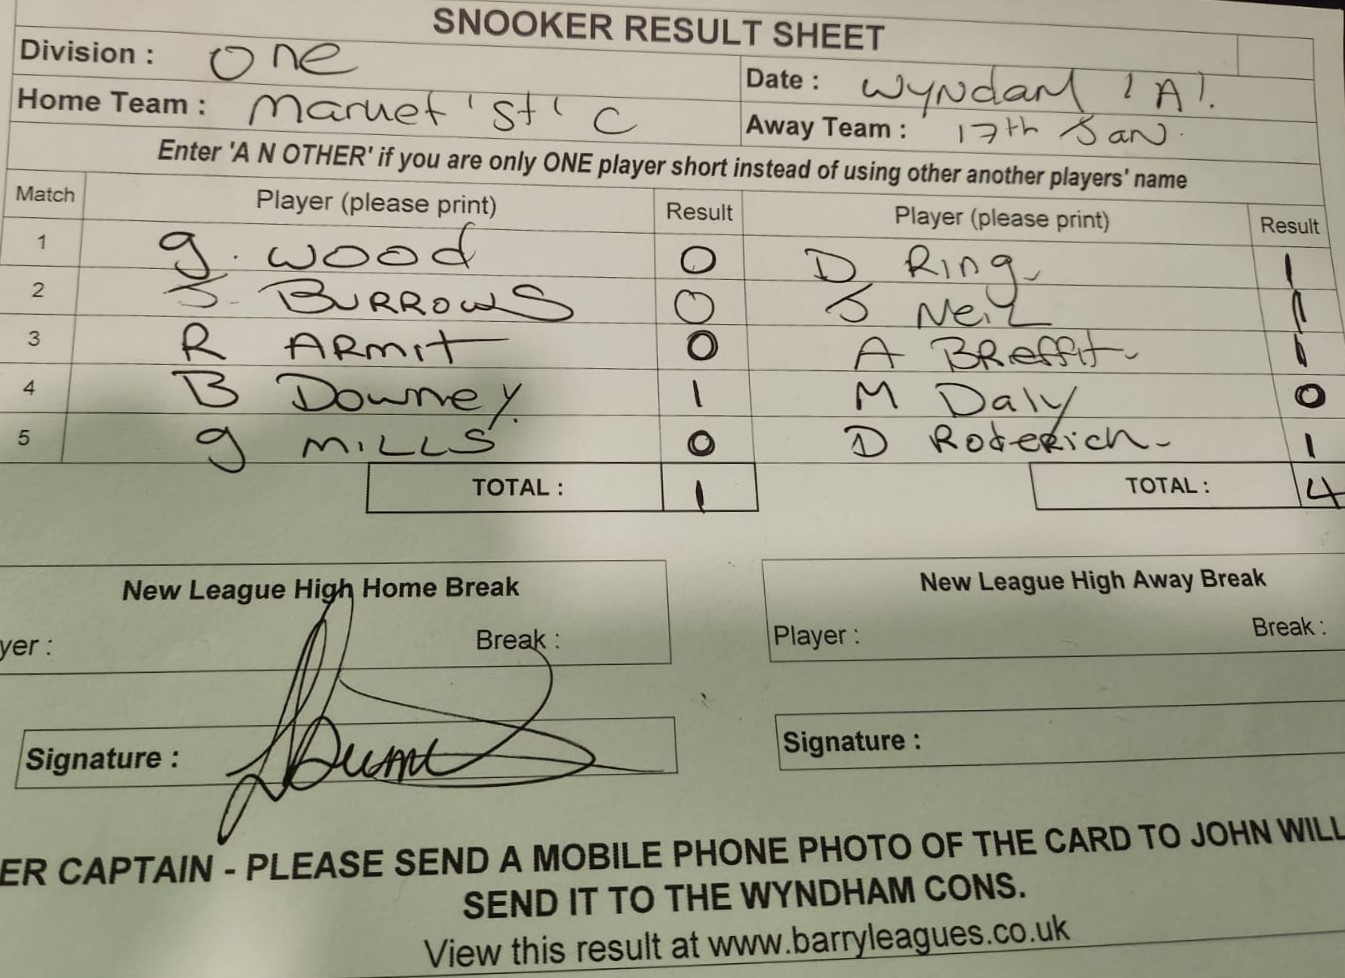 SNOOKER RESULT SHEET
Division : One
Date : Wyndam 'A'.
Home Team : Maruet 'st' C
Away Team : 17th Jan.
Enter 'A N OTHER' if you are only ONE player short instead of using other another players' name
Match Player (please print) Result Player (please print) Result
1 g. wood 0 D Ring 1
2 S. BURROWS 0 S NeiL 1
3 R ARmit 0 A BReffit 1
4 B Downey. 1 M Daly 0
5 g MiLLS 0 D Roderich 1
TOTAL : 1 TOTAL : 4
New League High Home Break New League High Away Break
yer : Break : Player : Break :
Signature : Signature :
ER CAPTAIN - PLEASE SEND A MOBILE PHONE PHOTO OF THE CARD TO JOHN WILL
SEND IT TO THE WYNDHAM CONS.
View this result at www.barryleagues.co.uk